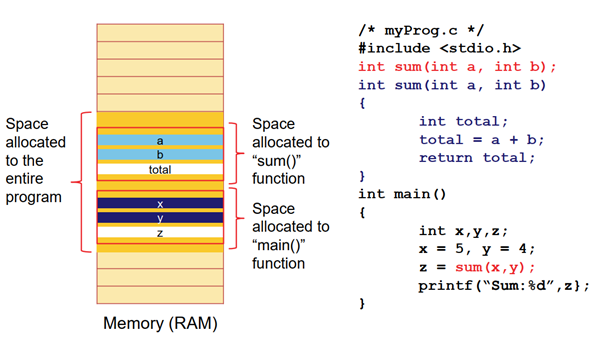 Space
allocated
to the
entire
program
a
b
total
x
y
z
Space
allocated to
“sum()”
function
Space
allocated to
“main()”
function
Memory (RAM)
/* myProg.c */
#include <stdio.h>
int sum(int a, int b);
int sum(int a, int b)
{
int total;
total = a + b;
return total;
}
int main()
{
int x,y,z;
x = 5, y = 4;
z = sum(x,y);
printf(“Sum:%d”,z};
}